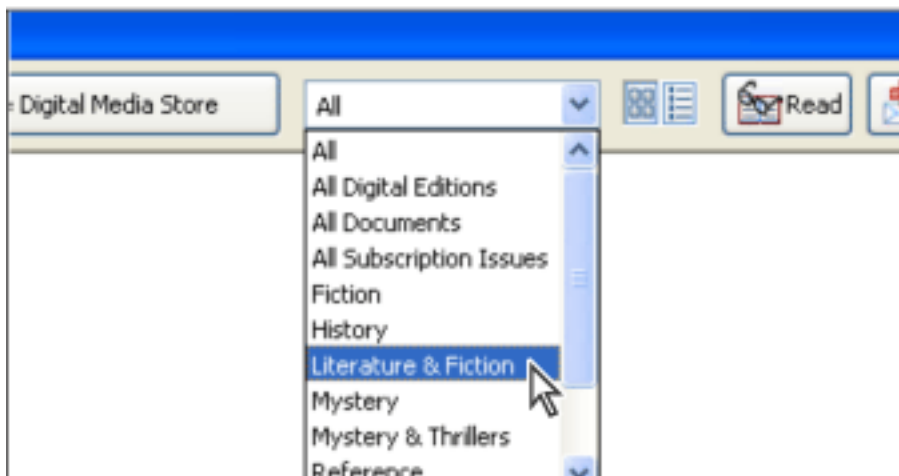 Digital Media Store
All
Read
All
All Digital Editions
All Documents
All Subscription Issues
Fiction
History
Literature & Fiction
Mystery
Mystery & Thrillers
Reference